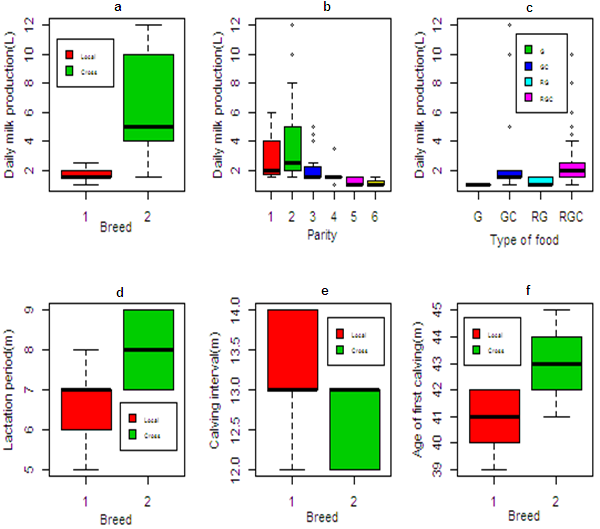 a
Daily milk production(L)
12
10
8
6
4
2
Local
Cross
1 2
Breed
b
Daily milk production(L)
12
10
8
6
4
2
1 2 3 4 5 6
Parity
c
Daily milk production(L)
12
10
8
6
4
2
G
GC
RG
RGC
G GC RG RGC
Type of food
d
Lactation period(m)
9
8
7
6
5
Local
Cross
1 2
Breed
e
Calving interval(m)
14.0
13.5
13.0
12.5
12.0
Local
Cross
1 2
Breed
f
Age of first calving(m)
45
44
43
42
41
40
39
Local
Cross
1 2
Breed